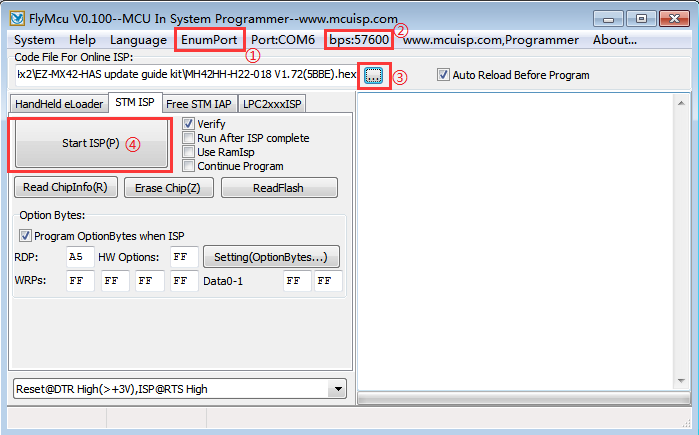 FlyMcu V0.100--MCU In System Programmer--www.mcuisp.com
System Help Language EnumPort Port:COM6 bps:57600 ② www.mcuisp.com,Programmer About...
①
Code File For Online ISP:
lx2\EZ-MX42-HAS update guide kit\MH42HH-H22-018 V1.72(5BBE).hex ... ③ Auto Reload Before Program
HandHeld eLoader STM ISP Free STM IAP LPC2xxxISP
Start ISP(P) ④
Verify
Run After ISP complete
Use RamIsp
Continue Program
Read ChipInfo(R) Erase Chip(Z) ReadFlash
Option Bytes:
Program OptionBytes when ISP
RDP: A5 HW Options: FF Setting(OptionBytes...)
WRPs: FF FF FF FF Data0-1 FF FF
Reset@DTR High(>+3V),ISP@RTS High